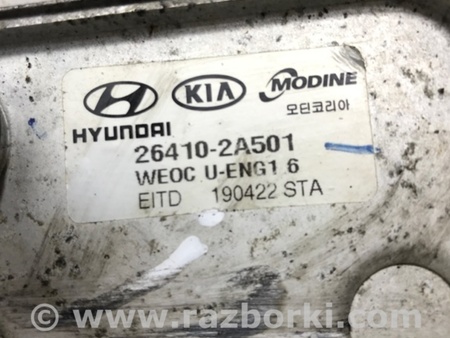 KIA MODINE
HYUNDAI 모딘코리아
26410-2A501
WEOC U-ENG1.6
EITD 190422 STA
© www.razborki.com